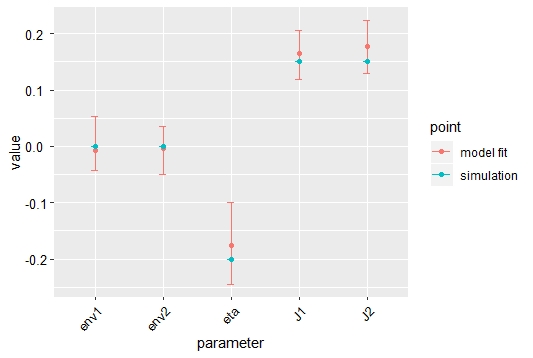 0.2
0.1
0.0
-0.1
-0.2
value
env1
env2
eta
J1
J2
parameter
point
model fit
simulation